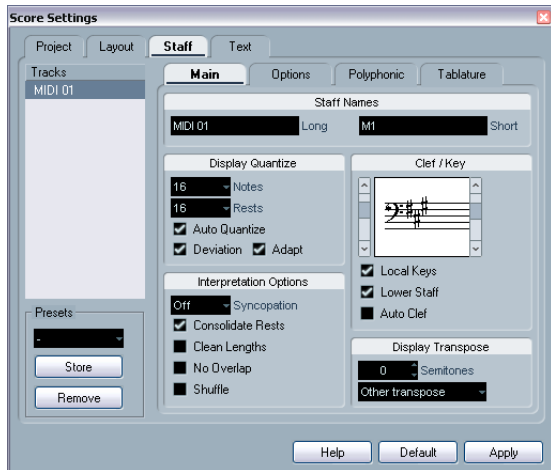 Score Settings
Project Layout Staff Text
Tracks
MIDI 01
Main Options Polyphonic Tablature
Staff Names
MIDI 01 Long M1 Short
Display Quantize
16 Notes
16 Rests
Auto Quantize
Deviation Adapt
Clef / Key
Local Keys
Lower Staff
Auto Clef
Interpretation Options
Off Syncopation
Consolidate Rests
Clean Lengths
No Overlap
Shuffle
Display Transpose
0 Semitones
Other transpose
Presets
-
Store
Remove
Help Default Apply